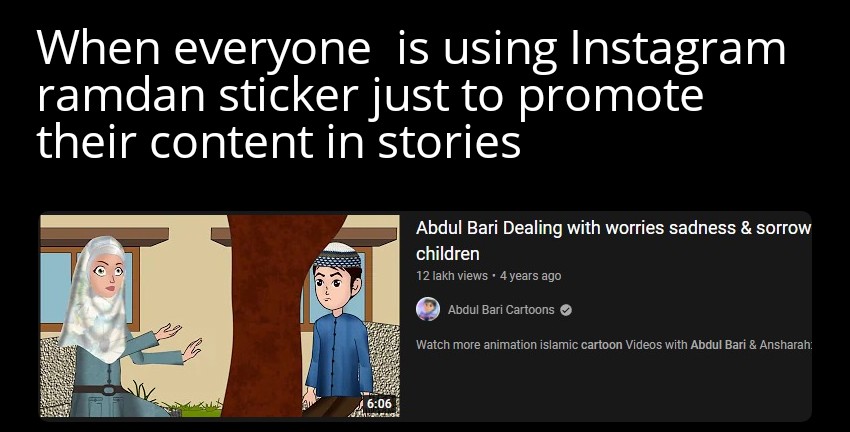 When everyone  is using Instagram
ramdan sticker just to promote
their content in stories
Abdul Bari Dealing with worries sadness & sorrow
children
12 lakh views • 4 years ago
Abdul Bari Cartoons
Watch more animation islamic cartoon Videos with Abdul Bari & Ansharah:
6:06